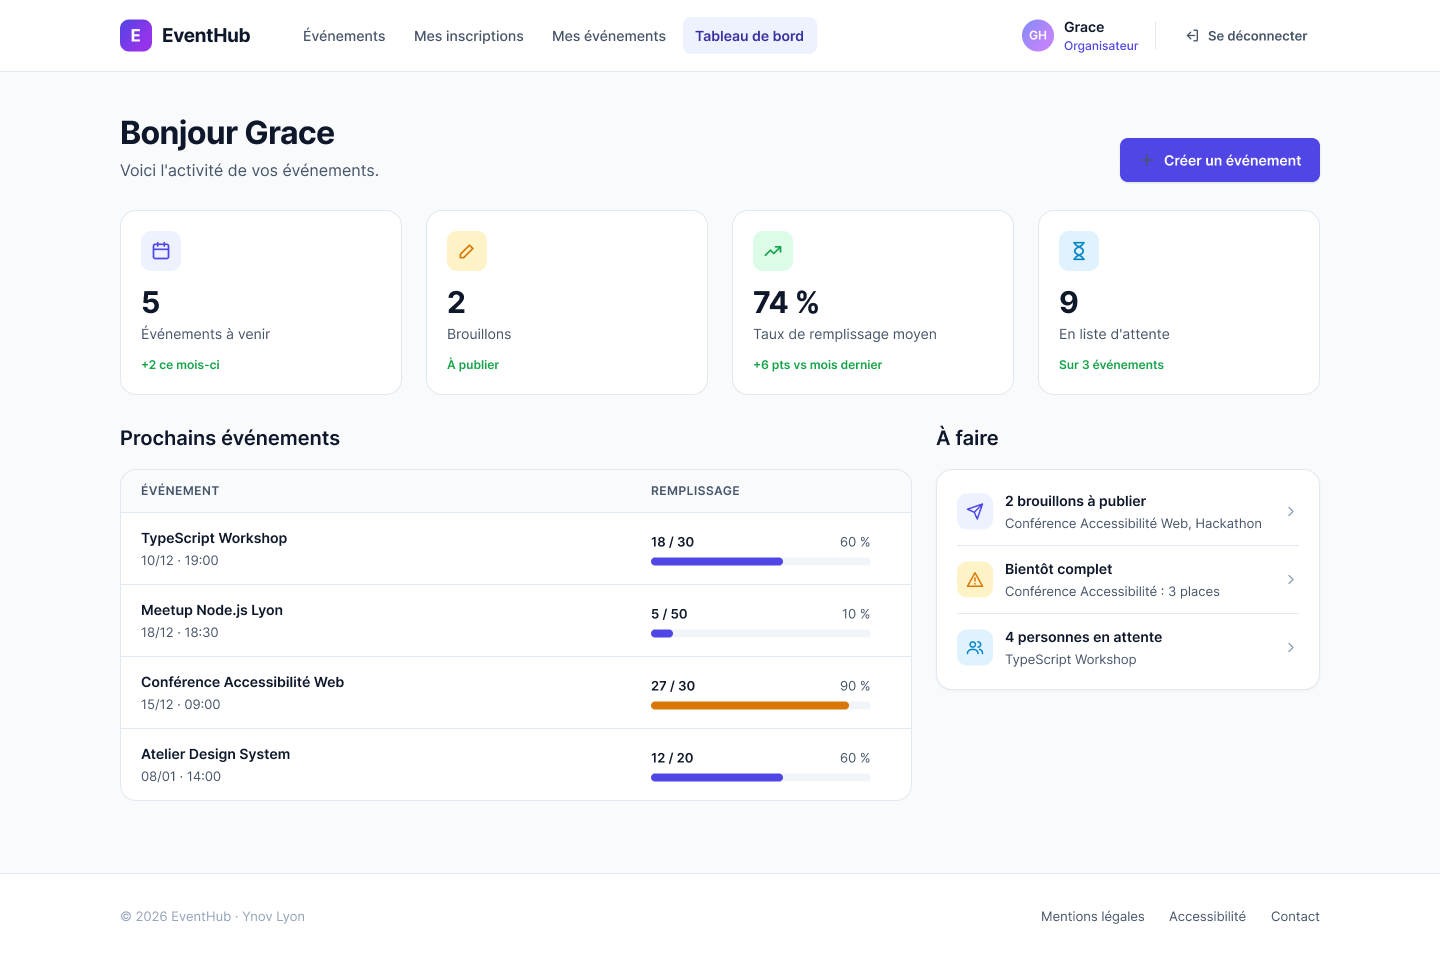 E EventHub Événements Mes inscriptions Mes événements Tableau de bord GH Grace Organisateur Se déconnecter
Bonjour Grace
Voici l'activité de vos événements.
Créer un événement
5
Événements à venir
+2 ce mois-ci
2
Brouillons
À publier
74 %
Taux de remplissage moyen
+6 pts vs mois dernier
9
En liste d'attente
Sur 3 événements
Prochains événements
ÉVÉNEMENT REMPLISSAGE
TypeScript Workshop
10/12 · 19:00
18 / 30 60 %
Meetup Node.js Lyon
18/12 · 18:30
5 / 50 10 %
Conférence Accessibilité Web
15/12 · 09:00
27 / 30 90 %
Atelier Design System
08/01 · 14:00
12 / 20 60 %
À faire
2 brouillons à publier
Conférence Accessibilité Web, Hackathon
Bientôt complet
Conférence Accessibilité : 3 places
4 personnes en attente
TypeScript Workshop
© 2026 EventHub · Ynov Lyon Mentions légales Accessibilité Contact